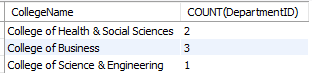 CollegeName COUNT(DepartmentID)
College of Health & Social Sciences 2
College of Business 3
College of Science & Engineering 1